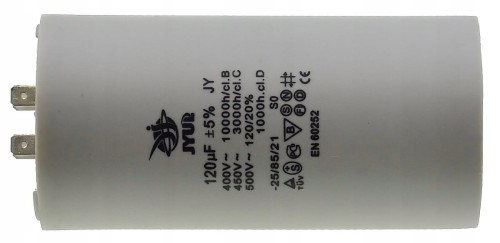 JYUR
120µF ±5% JY
400V~ 10000h/cl.B
450V~ 3000h/cl.C
500V~ 120/20%
1000h.cl.D
-25/85/21 S0
TÜV
EN 60252